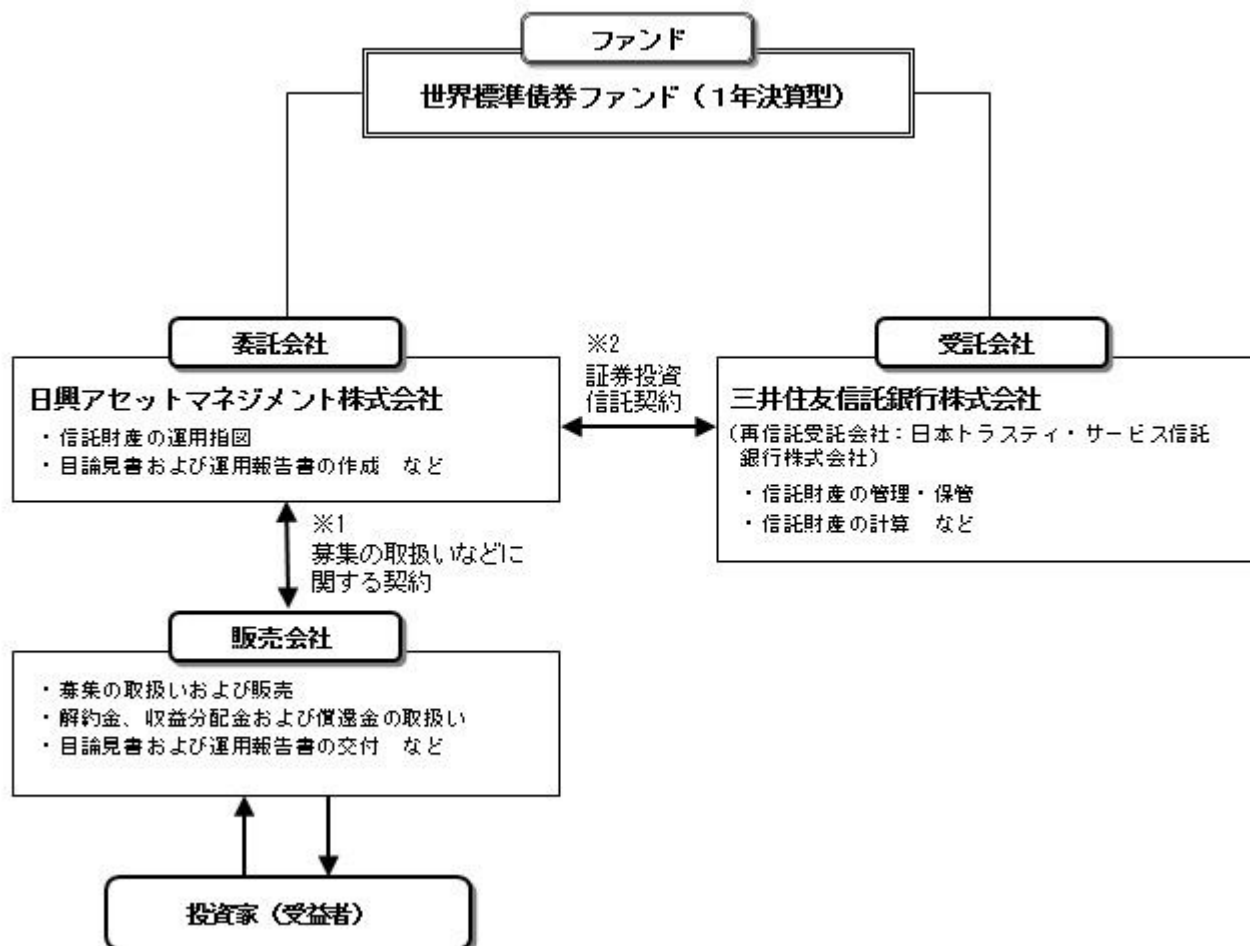 ファンド
世界標準債券ファンド（１年決算型）
委託会社
日興アセットマネジメント株式会社
・信託財産の運用指図
・目論見書および運用報告書の作成　など
※2
証券投資
信託契約
受託会社
三井住友信託銀行株式会社
（再信託受託会社：日本トラスティ・サービス信託
銀行株式会社）
・信託財産の管理・保管
・信託財産の計算　など
※1
募集の取扱いなどに
関する契約
販売会社
・募集の取扱いおよび販売
・解約金、収益分配金および償還金の取扱い
・目論見書および運用報告書の交付　など
投資家（受益者）